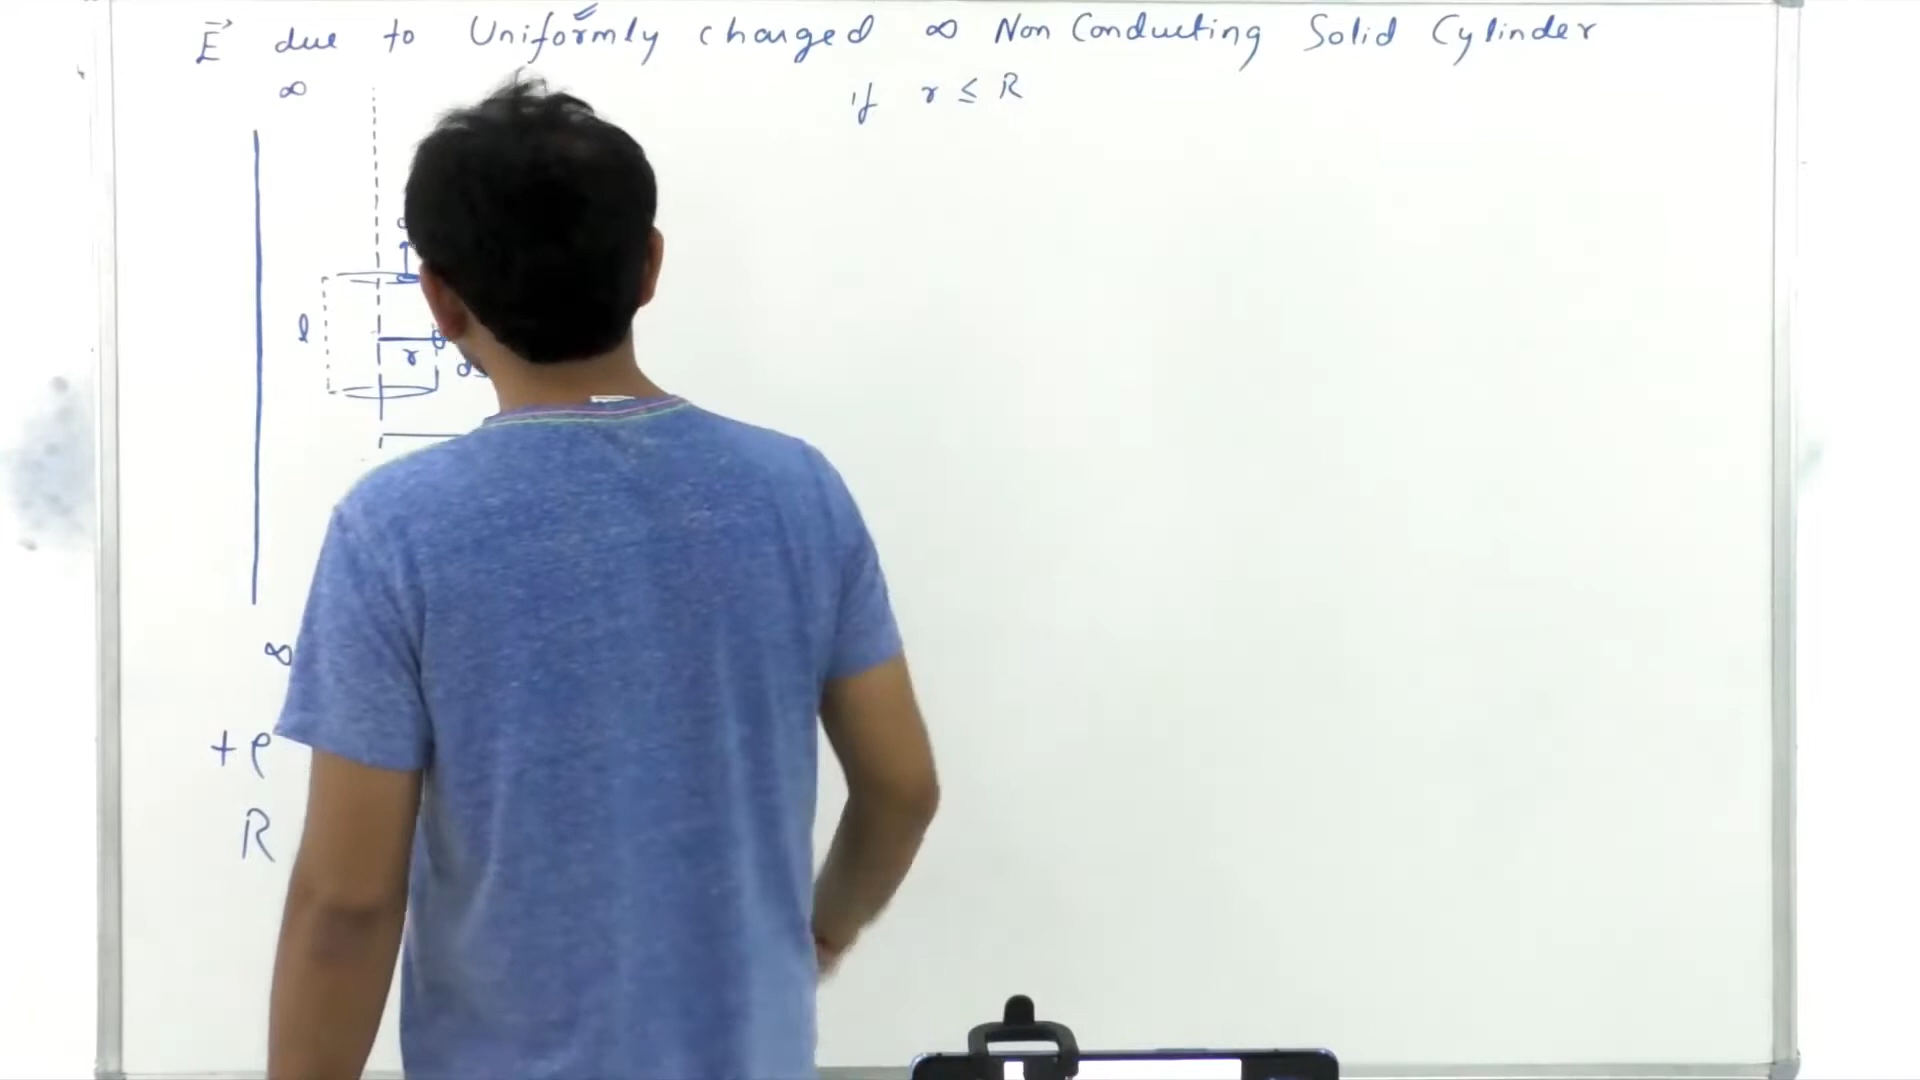 E⃗ due to Uniformly charged ∞ Non Conducting Solid Cylinder
∞
if r ≤ R
l
r
∞
+ρ
R